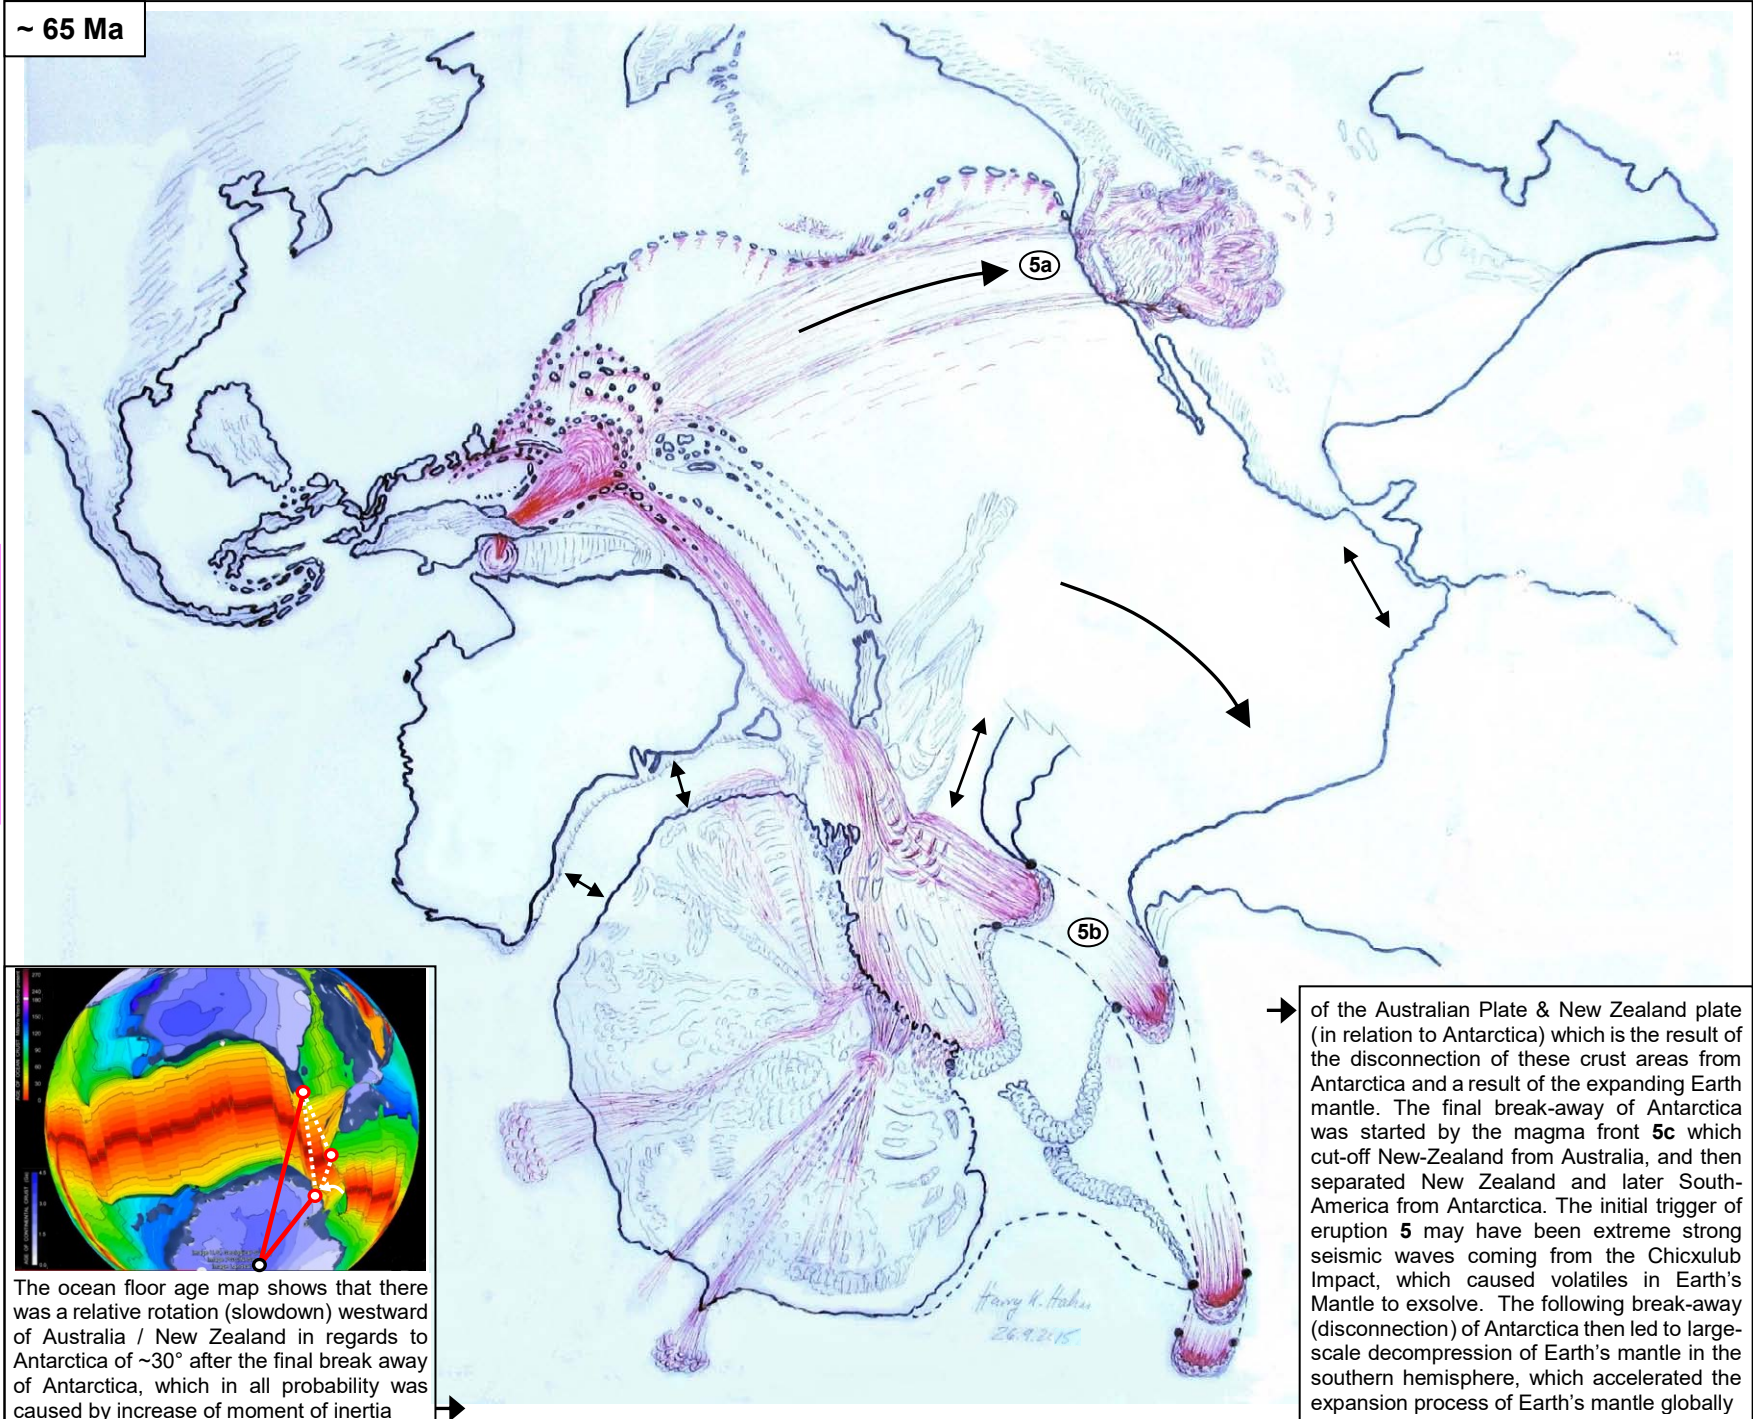 ~ 65 Ma
5a
5b
The ocean floor age map shows that there
was a relative rotation (slowdown) westward
of Australia / New Zealand in regards to
Antarctica of ~30° after the final break away
of Antarctica, which in all probability was
caused by increase of moment of inertia
of the Australian Plate & New Zealand plate
(in relation to Antarctica) which is the result of
the disconnection of these crust areas from
Antarctica and a result of the expanding Earth
mantle. The final break-away of Antarctica
was started by the magma front 5c which
cut-off New-Zealand from Australia, and then
separated New Zealand and later South-
America from Antarctica. The initial trigger of
eruption 5 may have been extreme strong
seismic waves coming from the Chicxulub
Impact, which caused volatiles in Earth's
Mantle to exsolve. The following break-away
(disconnection) of Antarctica then led to large-
scale decompression of Earth's mantle in the
southern hemisphere, which accelerated the
expansion process of Earth's mantle globally
Harry K. Hahn